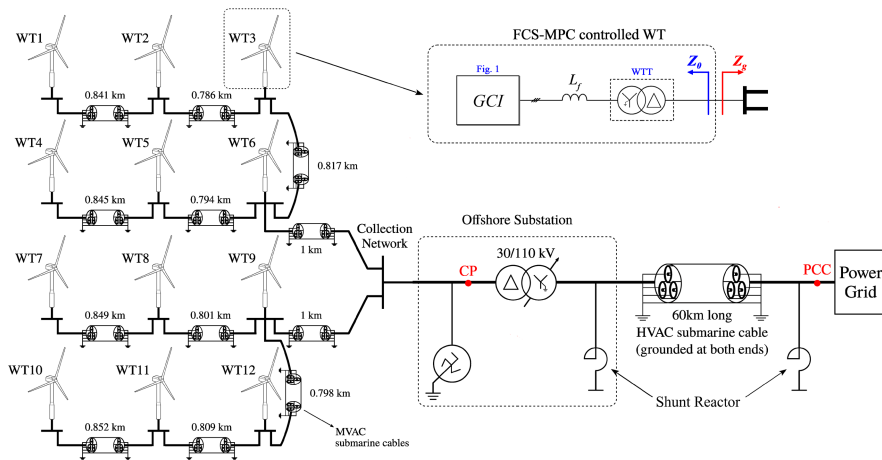 WT1
WT2
WT3
0.841 km
0.786 km
WT4
WT5
WT6
0.817 km
0.845 km
0.794 km
1 km
Collection
Network
WT7
WT8
WT9
0.849 km
0.801 km
1 km
WT10
WT11
WT12
0.798 km
0.852 km
0.809 km
MVAC
submarine cables
FCS-MPC controlled WT
Fig. 1
GCI
Lf
WTT
Z0
Zg
Offshore Substation
30/110 kV
CP
60km long
HVAC submarine cable
(grounded at both ends)
PCC
Power
Grid
Shunt Reactor